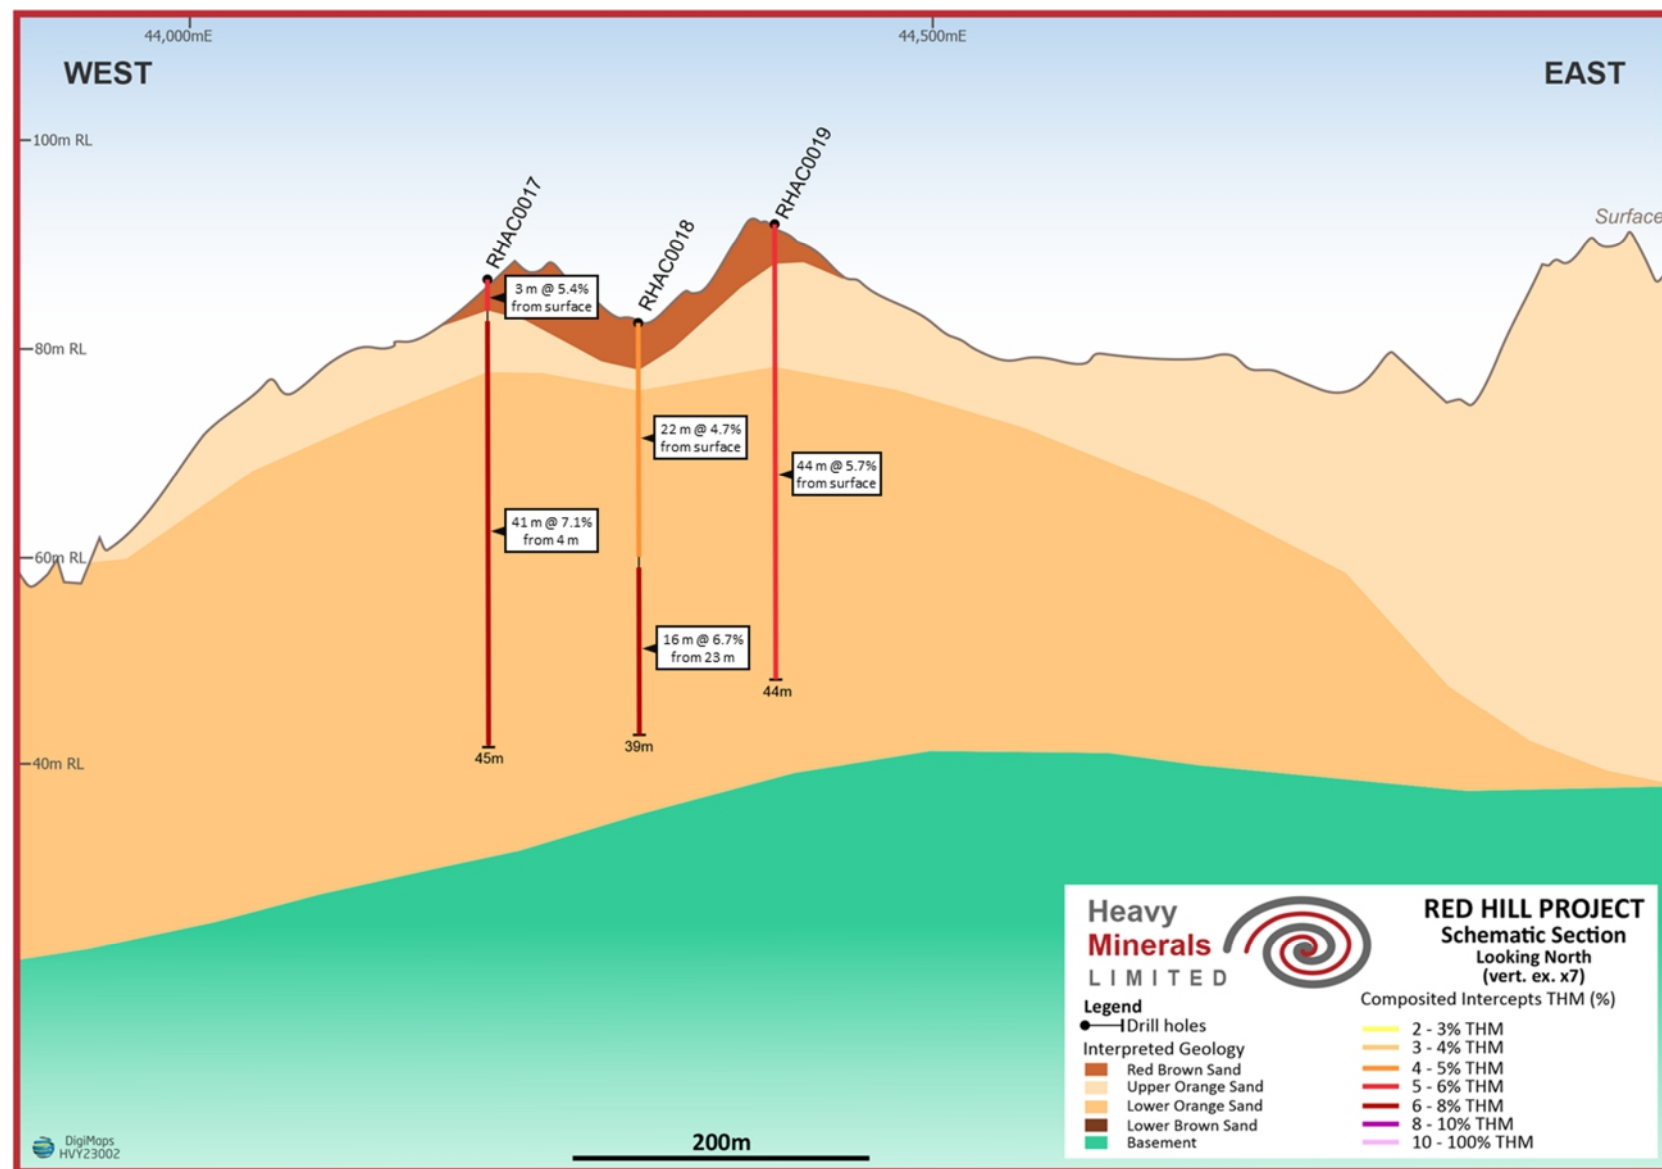 44,000mE
44,500mE
WEST
EAST
100m RL
80m RL
60m RL
40m RL
RHAC0017
RHAC0018
RHAC0019
Surface
3 m @ 5.4%
from surface
22 m @ 4.7%
from surface
44 m @ 5.7%
from surface
41 m @ 7.1%
from 4 m
16 m @ 6.7%
from 23 m
45m
39m
44m
Heavy
Minerals
LIMITED
RED HILL PROJECT
Schematic Section
Looking North
(vert. ex. x7)
Legend
Drill holes
Interpreted Geology
Red Brown Sand
Upper Orange Sand
Lower Orange Sand
Lower Brown Sand
Basement
Composited Intercepts THM (%)
2 - 3% THM
3 - 4% THM
4 - 5% THM
5 - 6% THM
6 - 8% THM
8 - 10% THM
10 - 100% THM
200m
DigiMaps
HVY23002